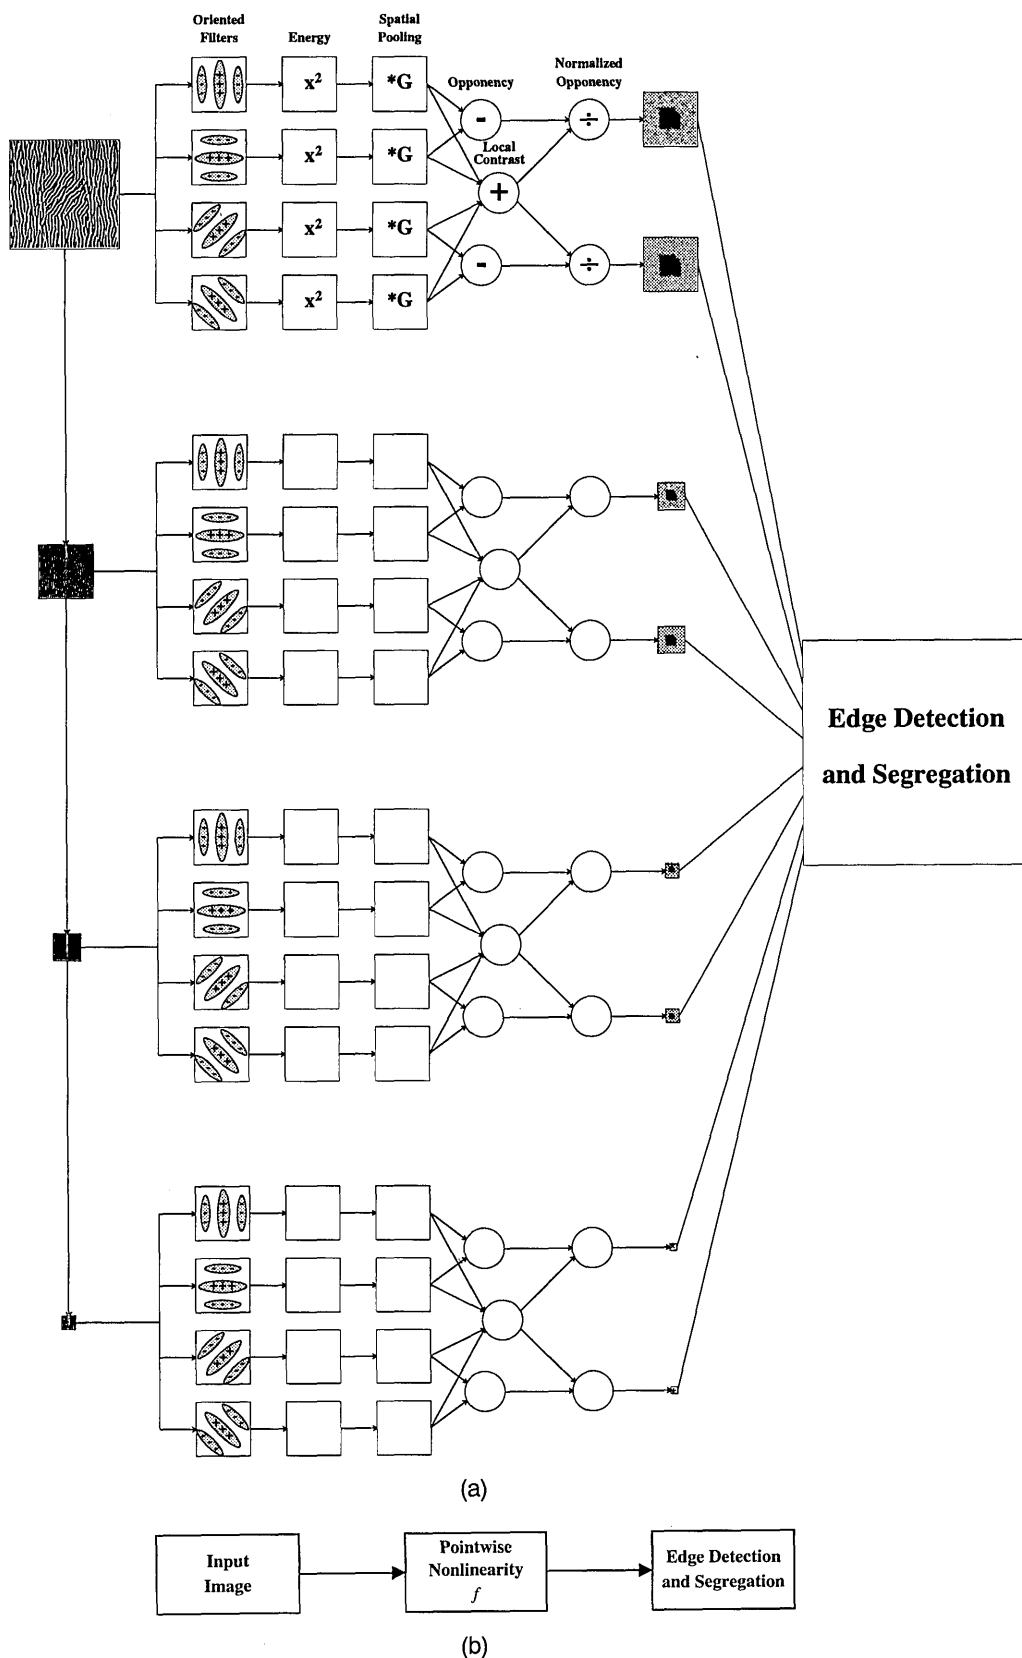 Oriented
Filters
Energy
Spatial
Pooling
Opponency
Normalized
Opponency
x²
*G
-
÷
Local
Contrast
x²
*G
+
x²
*G
-
÷
x²
*G
Edge Detection
and Segregation
(a)
Input
Image
Pointwise
Nonlinearity
f
Edge Detection
and Segregation
(b)